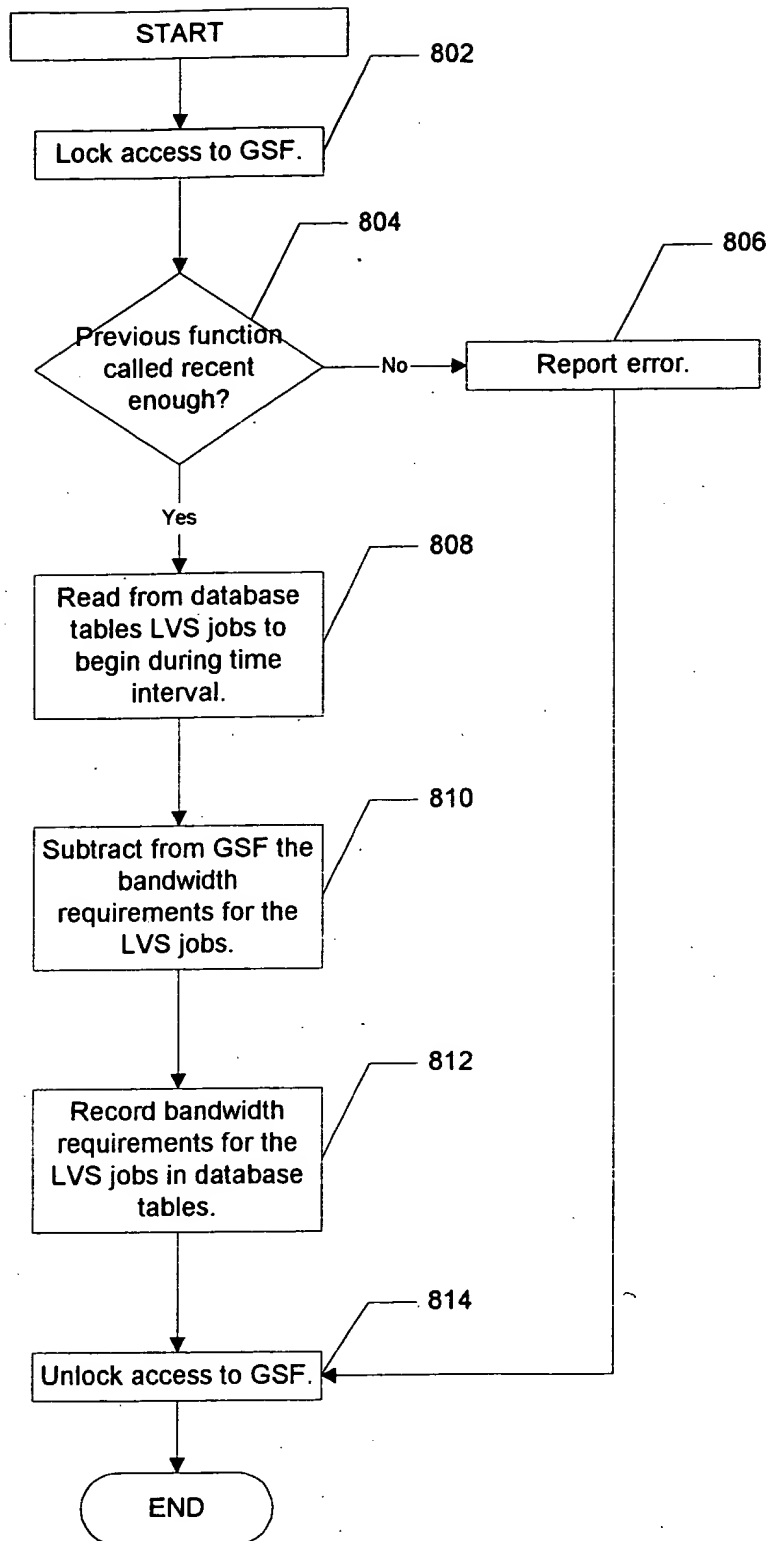 START
802
Lock access to GSF.
804
806
Previous function
called recent
enough?
No
Report error.
Yes
808
Read from database
tables LVS jobs to
begin during time
interval.
810
Subtract from GSF the
bandwidth
requirements for the
LVS jobs.
812
Record bandwidth
requirements for the
LVS jobs in database
tables.
814
Unlock access to GSF.
END